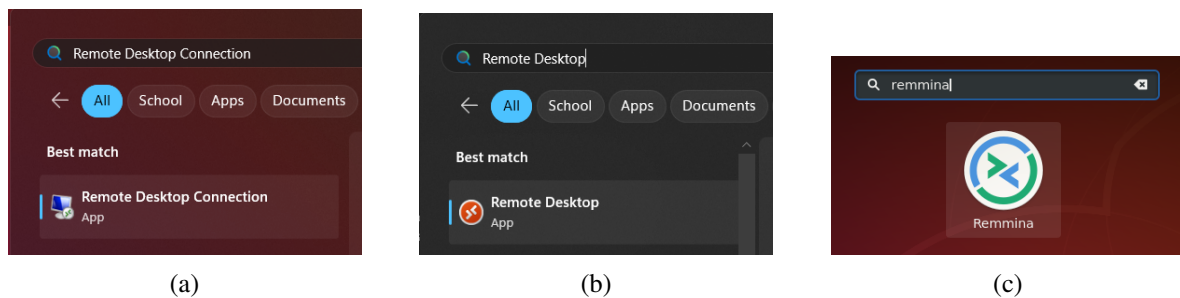 Remote Desktop Connection
All School Apps Documents
Best match
Remote Desktop Connection
App
(a)
Remote Desktop
All School Apps Documents
Best match
Remote Desktop
App
(b)
remmina
Remmina
(c)